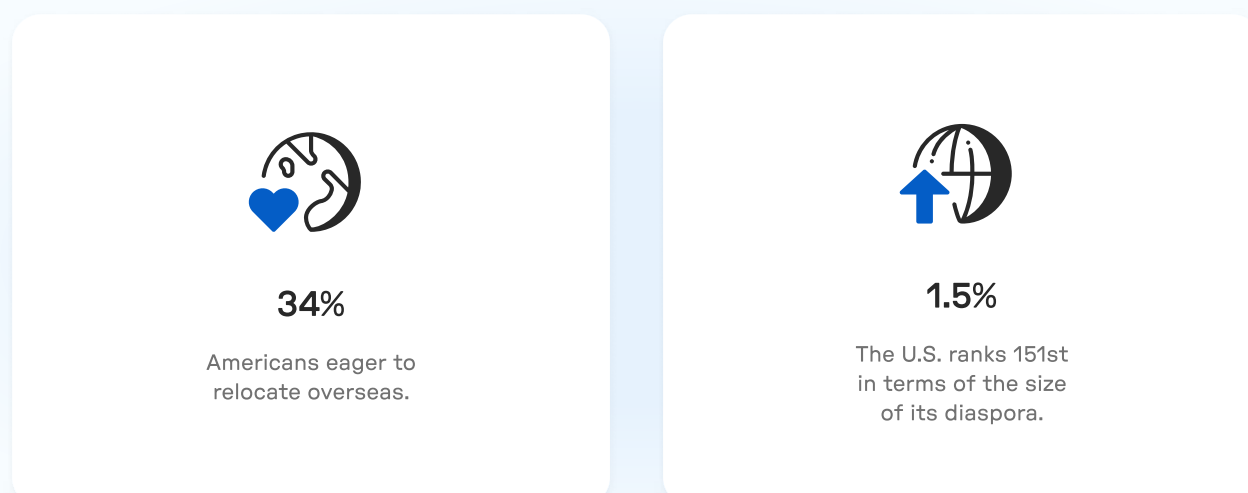 34%
Americans eager to
relocate overseas.
1.5%
The U.S. ranks 151st
in terms of the size
of its diaspora.